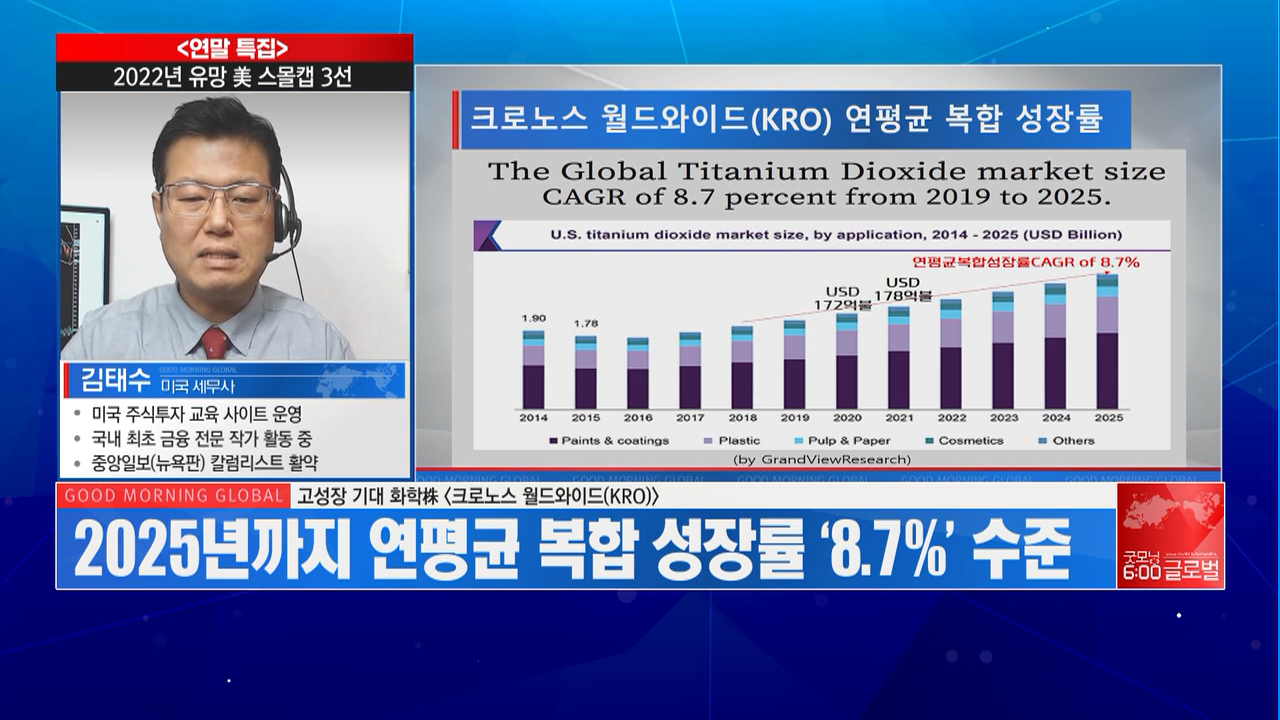 <연말 특집>
2022년 유망 美 스몰캡 3선
김태수 미국 세무사
GOOD MORNING GLOBAL
• 미국 주식투자 교육 사이트 운영
• 국내 최초 금융 전문 작가 활동 중
• 중앙일보(뉴욕판) 칼럼리스트 활약
크로노스 월드와이드(KRO) 연평균 복합 성장률
The Global Titanium Dioxide market size
CAGR of 8.7 percent from 2019 to 2025.
U.S. titanium dioxide market size, by application, 2014 - 2025 (USD Billion)
연평균복합성장률CAGR of 8.7%
USD
172억불
USD
178억불
1.90
1.78
2014 2015 2016 2017 2018 2019 2020 2021 2022 2023 2024 2025
Paints & coatings Plastic Pulp & Paper Cosmetics Others
(by GrandViewResearch)
GOOD MORNING GLOBAL 고성장 기대 화학株 <크로노스 월드와이드(KRO)>
2025년까지 연평균 복합 성장률 ‘8.7%’ 수준
굿모닝
6:00 글로벌